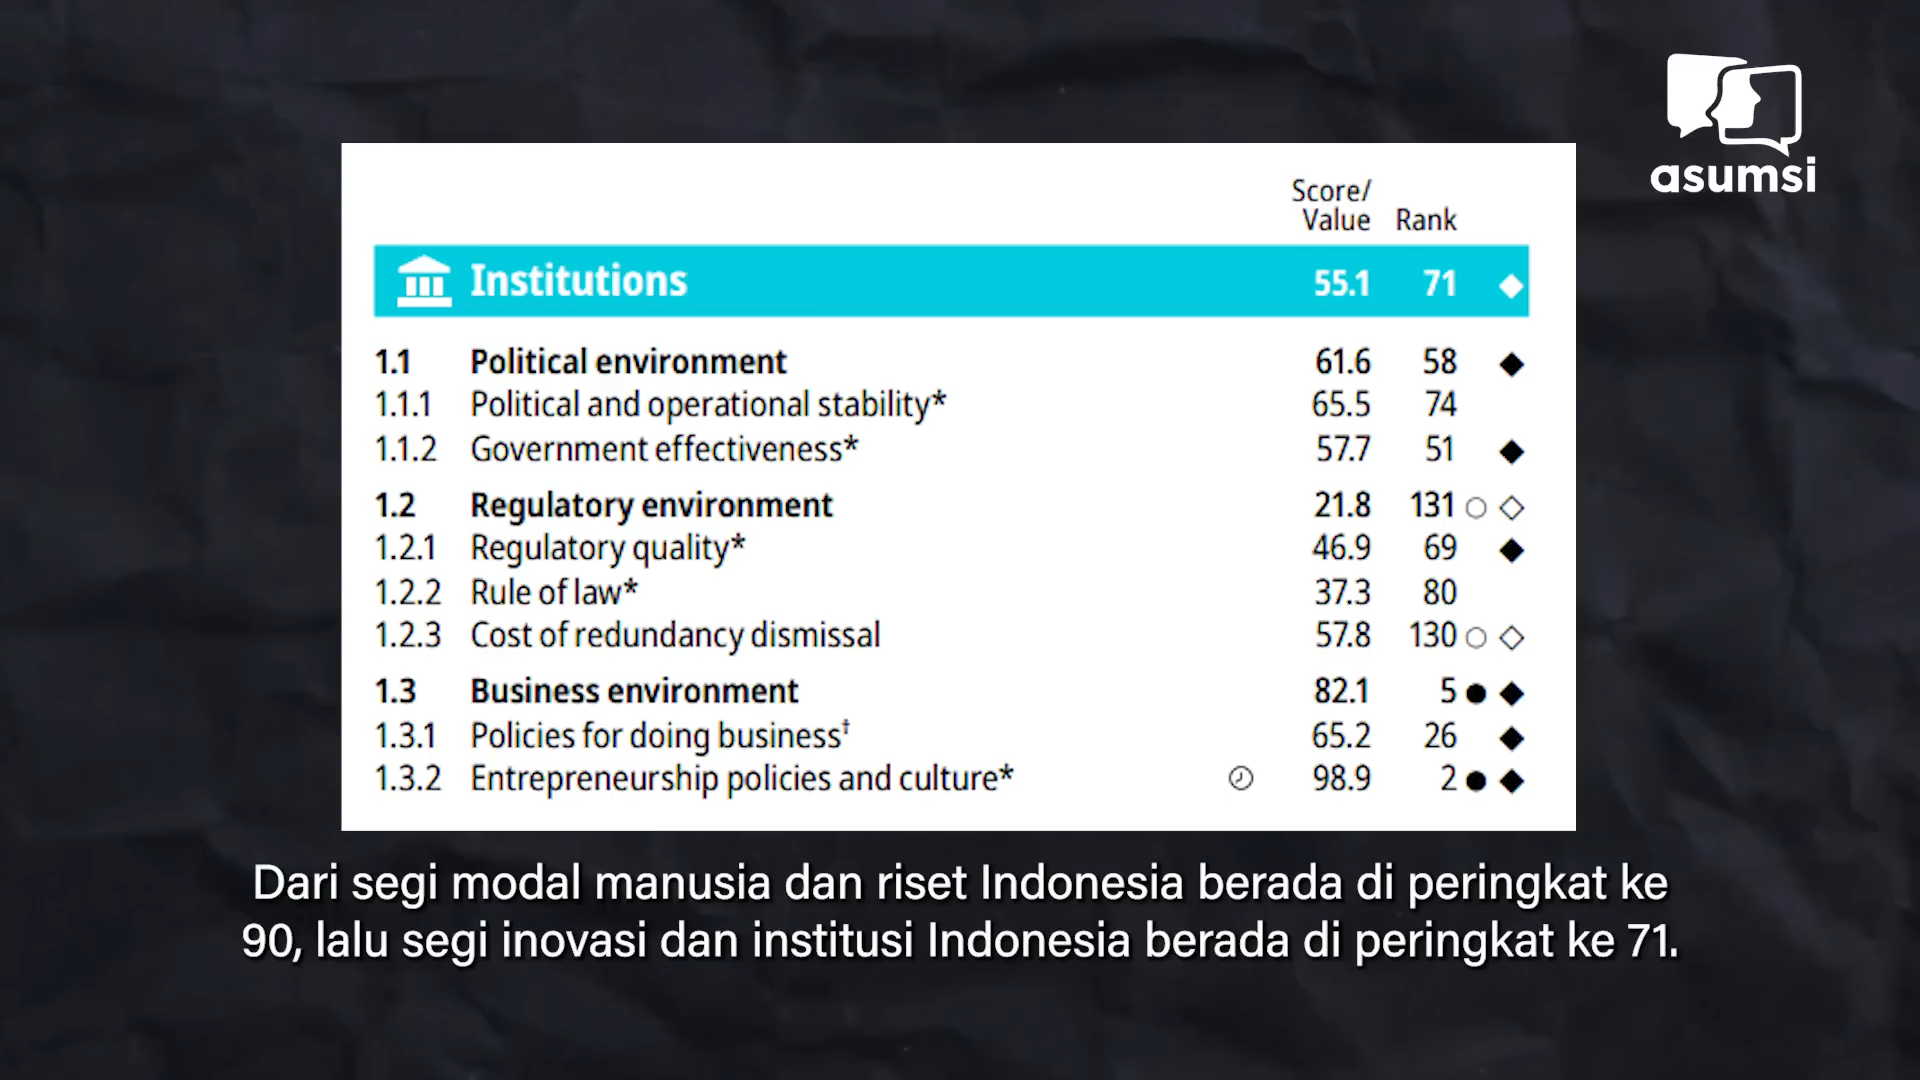 asumsi
Score/
Value Rank
Institutions 55.1 71 ◆
1.1 Political environment 61.6 58 ◆
1.1.1 Political and operational stability* 65.5 74
1.1.2 Government effectiveness* 57.7 51 ◆
1.2 Regulatory environment 21.8 131 ○ ◇
1.2.1 Regulatory quality* 46.9 69 ◆
1.2.2 Rule of law* 37.3 80
1.2.3 Cost of redundancy dismissal 57.8 130 ○ ◇
1.3 Business environment 82.1 5 ● ◆
1.3.1 Policies for doing business† 65.2 26 ◆
1.3.2 Entrepreneurship policies and culture* 98.9 2 ● ◆
Dari segi modal manusia dan riset Indonesia berada di peringkat ke
90, lalu segi inovasi dan institusi Indonesia berada di peringkat ke 71.